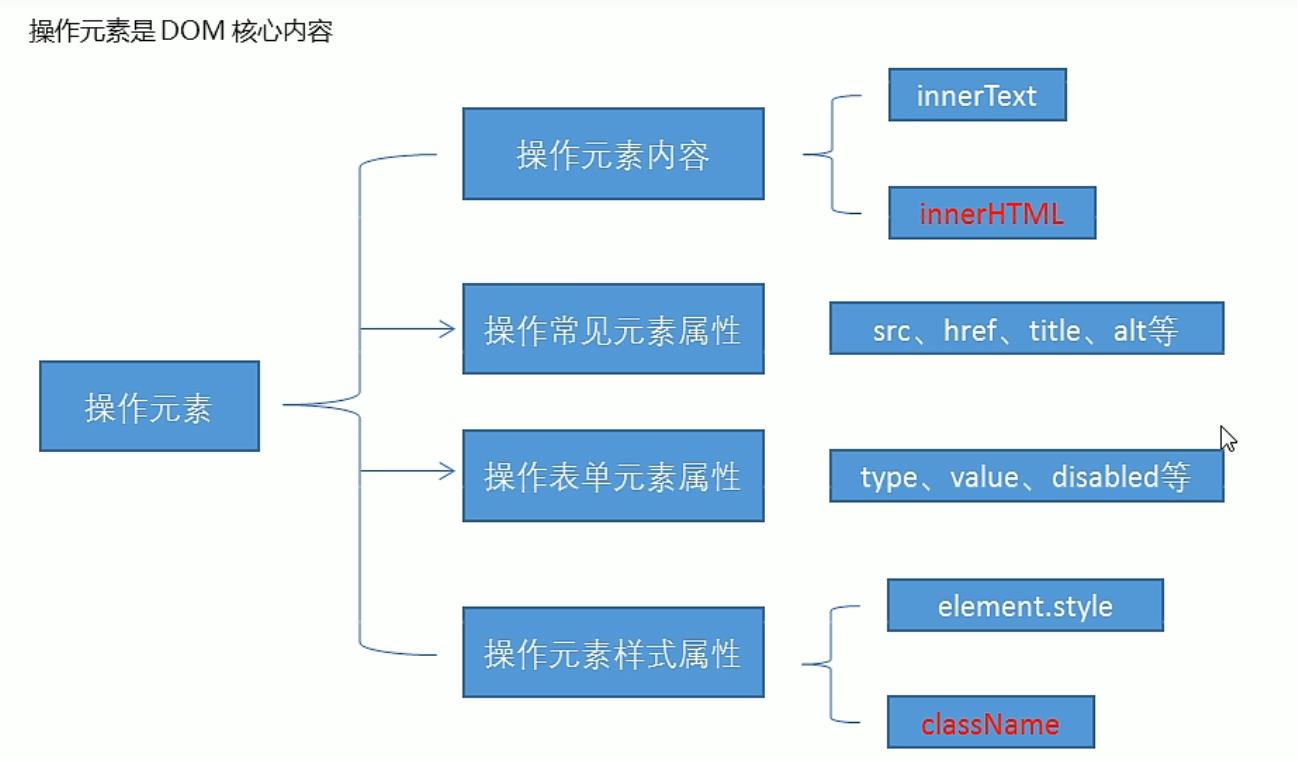 操作元素是 DOM 核心内容
操作元素
操作元素内容
innerText
innerHTML
操作常见元素属性
src、href、title、alt等
操作表单元素属性
type、value、disabled等
操作元素样式属性
element.style
className